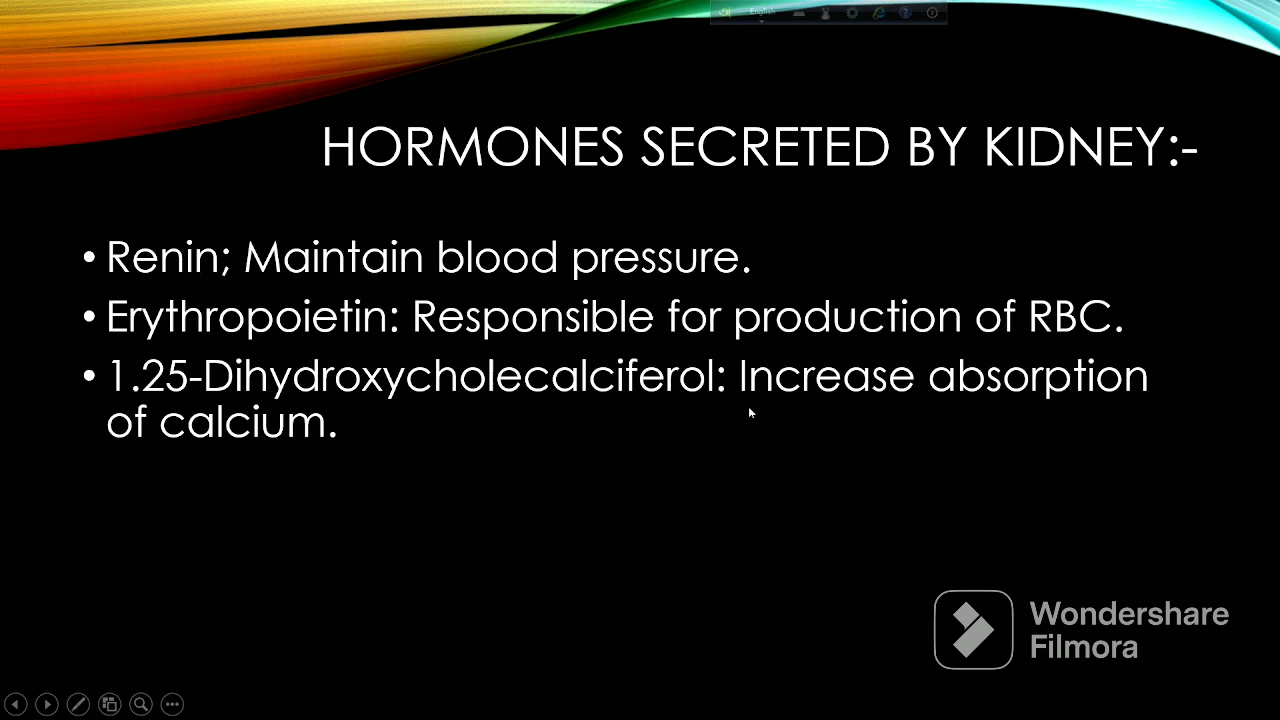 English
HORMONES SECRETED BY KIDNEY:-
• Renin; Maintain blood pressure.
• Erythropoietin: Responsible for production of RBC.
• 1.25-Dihydroxycholecalciferol: Increase absorption
of calcium.
Wondershare
Filmora